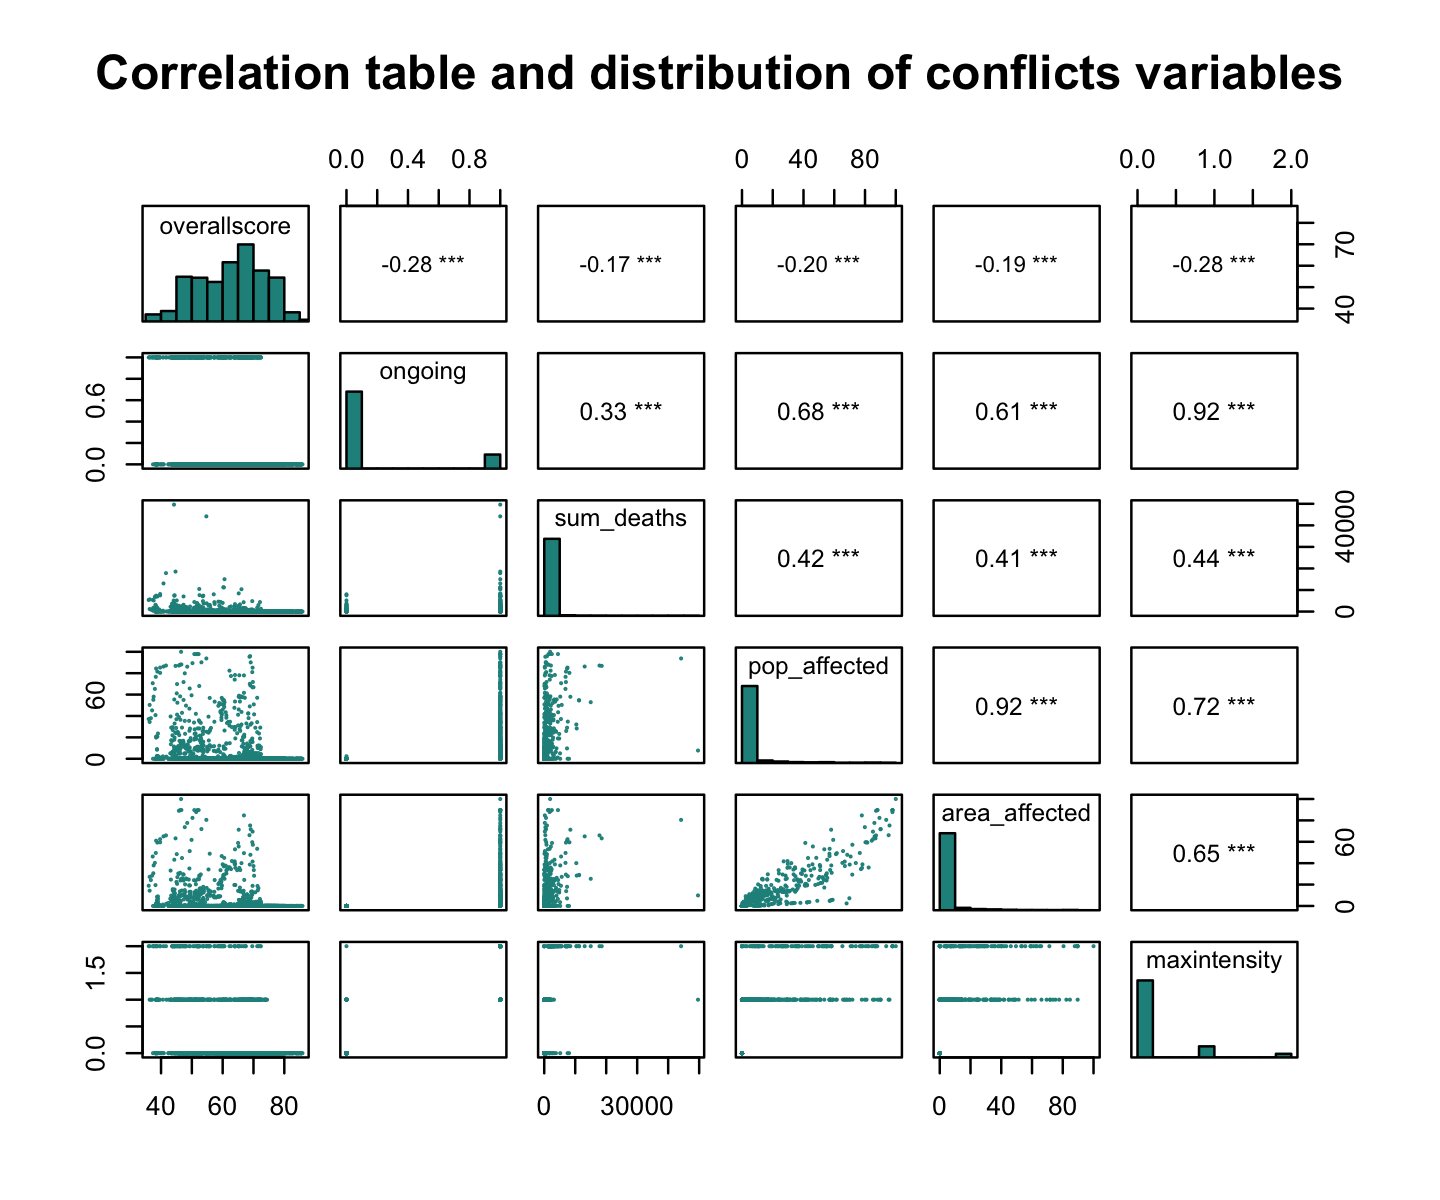 Correlation table and distribution of conflicts variables
0.0 0.4 0.8 0 40 80 0.0 1.0 2.0
overallscore -0.28 *** -0.17 *** -0.20 *** -0.19 *** -0.28 *** 40 70
0.0 0.6 ongoing 0.33 *** 0.68 *** 0.61 *** 0.92 ***
sum_deaths 0.42 *** 0.41 *** 0.44 *** 0 40000
0 60 pop_affected 0.92 *** 0.72 ***
area_affected 0.65 *** 0 60
0.0 1.5 maxintensity
40 60 80 0 30000 0 40 80